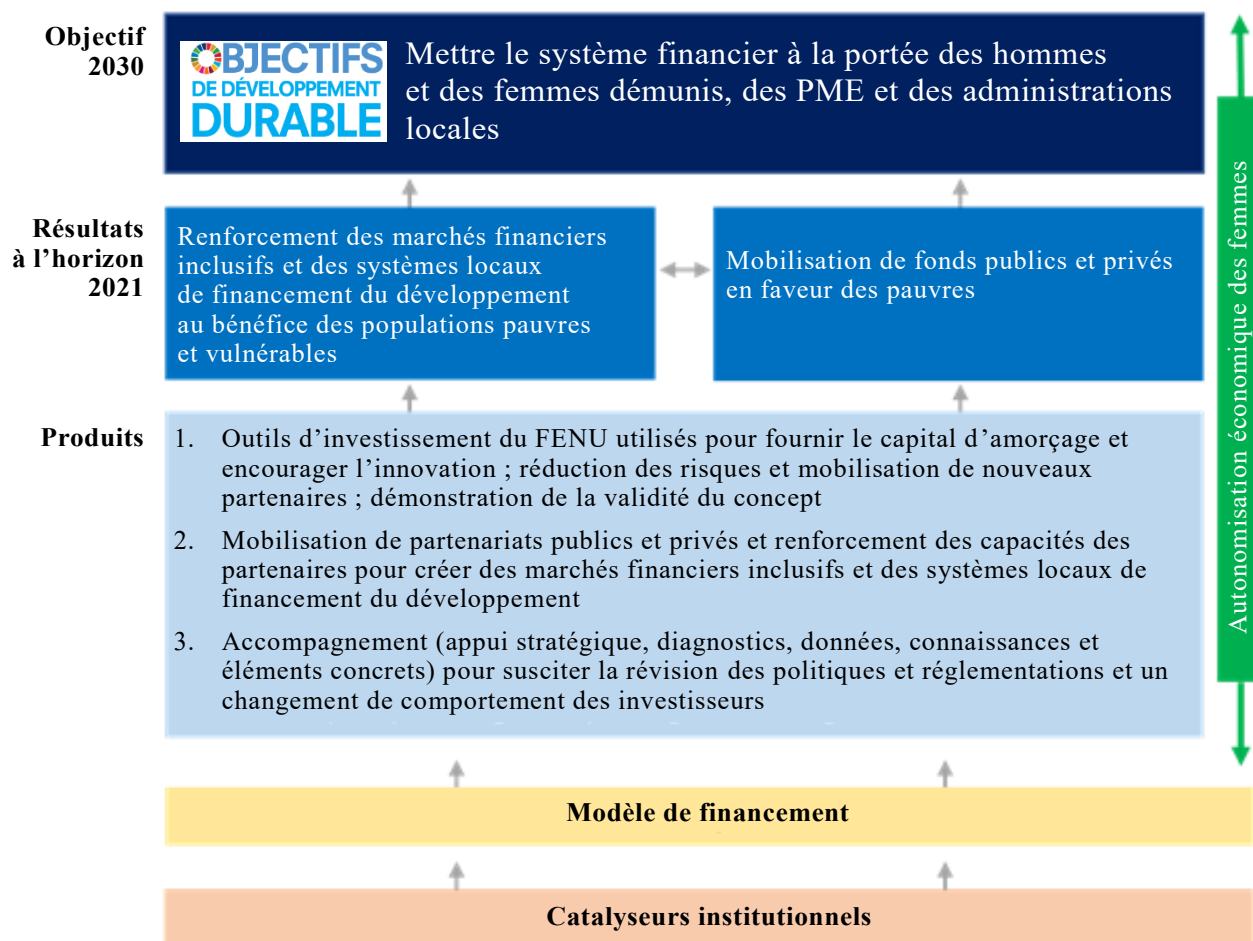 Objectif
2030
OBJECTIFS
DE DÉVELOPPEMENT
DURABLE
Mettre le système financier à la portée des hommes
et des femmes démunis, des PME et des administrations
locales
Résultats
à l’horizon
2021
Renforcement des marchés financiers
inclusifs et des systèmes locaux
de financement du développement
au bénéfice des populations pauvres
et vulnérables
Mobilisation de fonds publics et privés
en faveur des pauvres
Produits
1. Outils d’investissement du FENU utilisés pour fournir le capital d’amorçage et
encourager l’innovation ; réduction des risques et mobilisation de nouveaux
partenaires ; démonstration de la validité du concept
2. Mobilisation de partenariats publics et privés et renforcement des capacités des
partenaires pour créer des marchés financiers inclusifs et des systèmes locaux de
financement du développement
3. Accompagnement (appui stratégique, diagnostics, données, connaissances et
éléments concrets) pour susciter la révision des politiques et réglementations et un
changement de comportement des investisseurs
Modèle de financement
Catalyseurs institutionnels
Autonomisation économique des femmes